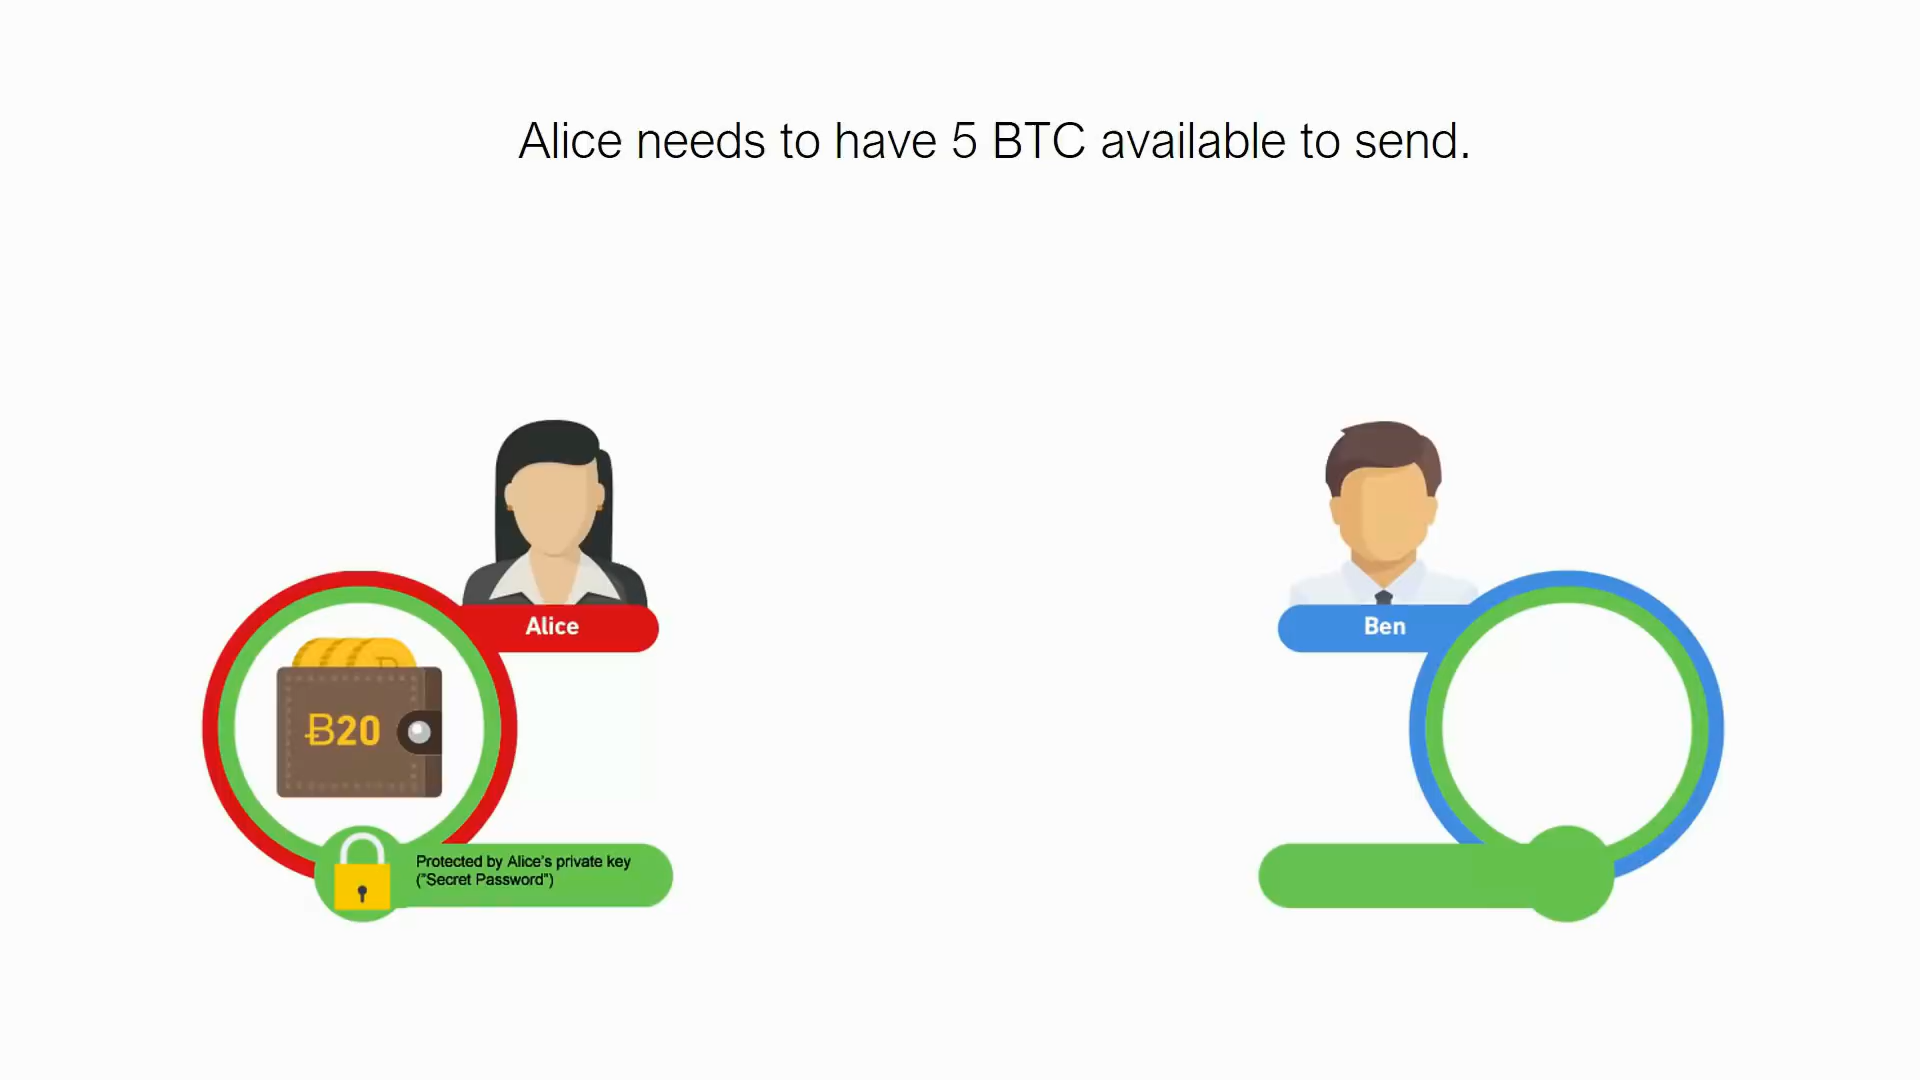 Alice needs to have 5 BTC available to send.
Alice
Ben
Ƀ20
Protected by Alice's private key
("Secret Password")